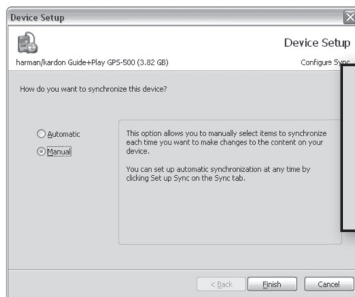 Device Setup
Device Setup
harman/kardon Guide+Play GPS-500 (3.82 GB)
Configure Sync
How do you want to synchronize this device?
Automatic
Manual
This option allows you to manually select items to synchronize
each time you want to make changes to the content on your
device.
You can set up automatic synchronization at any time by
clicking Set up Sync on the Sync tab.
< Back
Finish
Cancel